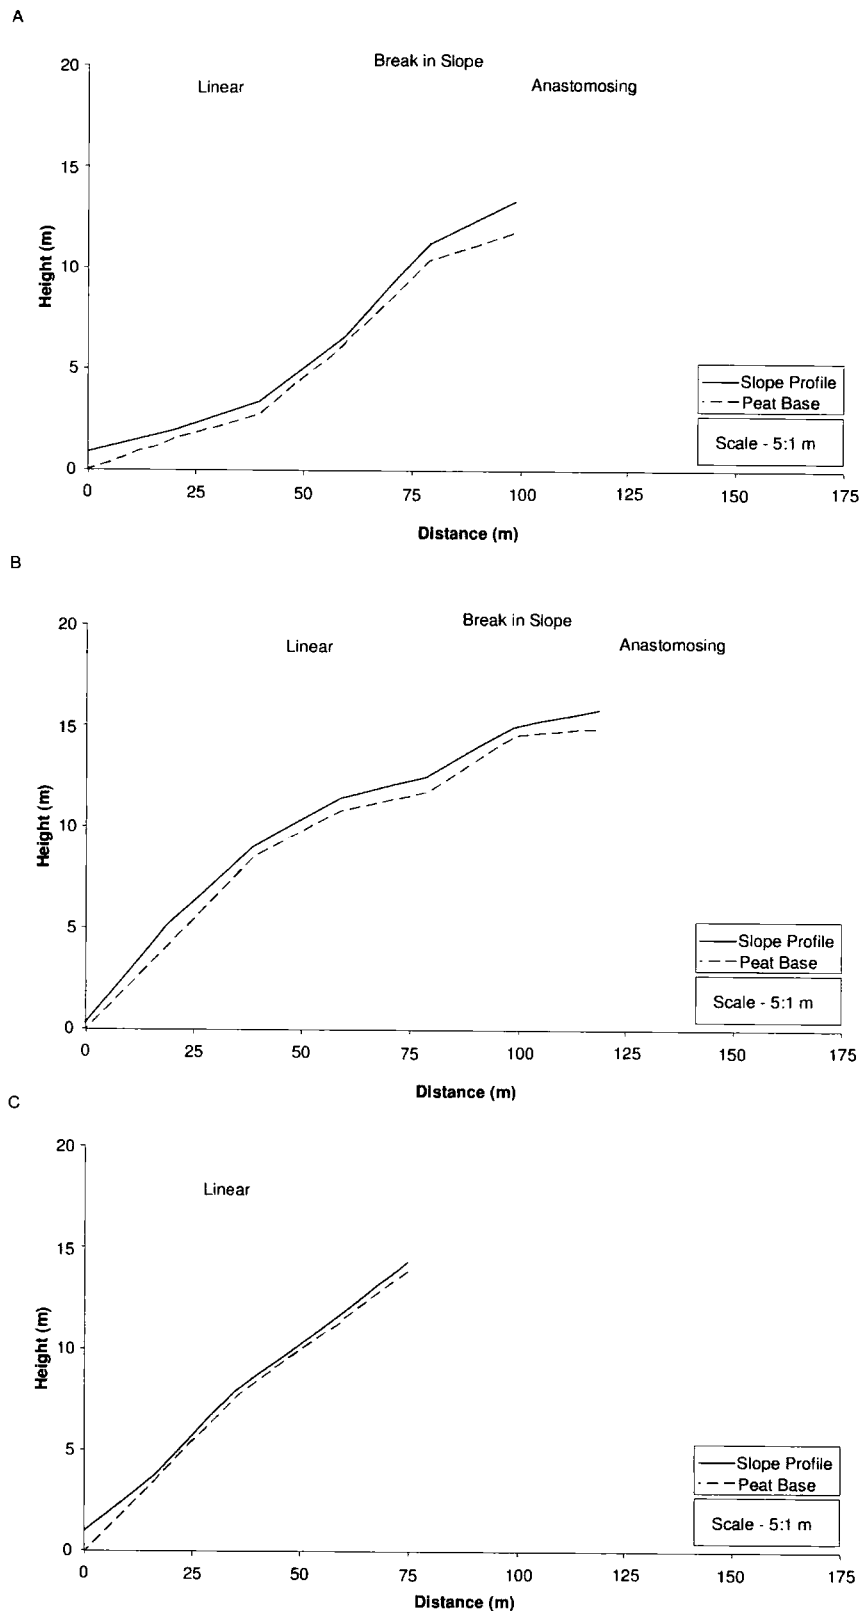 A
Break in Slope
Linear
Anastomosing
20
15
10
5
0
Height (m)
0 25 50 75 100 125 150 175
Distance (m)
Slope Profile
Peat Base
Scale - 5:1 m
B
Break in Slope
Linear
Anastomosing
20
15
10
5
0
Height (m)
0 25 50 75 100 125 150 175
Distance (m)
Slope Profile
Peat Base
Scale - 5:1 m
C
Linear
20
15
10
5
0
Height (m)
0 25 50 75 100 125 150 175
Distance (m)
Slope Profile
Peat Base
Scale - 5:1 m